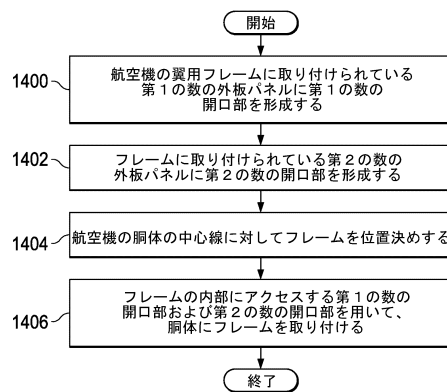 開始
1400
航空機の翼用フレームに取り付けられている
第1の数の外板パネルに第1の数の
開口部を形成する
1402
フレームに取り付けられている第2の数の
外板パネルに第2の数の開口部を形成する
1404
航空機の胴体の中心線に対してフレームを位置決めする
1406
フレームの内部にアクセスする第1の数の
開口部および第2の数の開口部を用いて、
胴体にフレームを取り付ける
終了